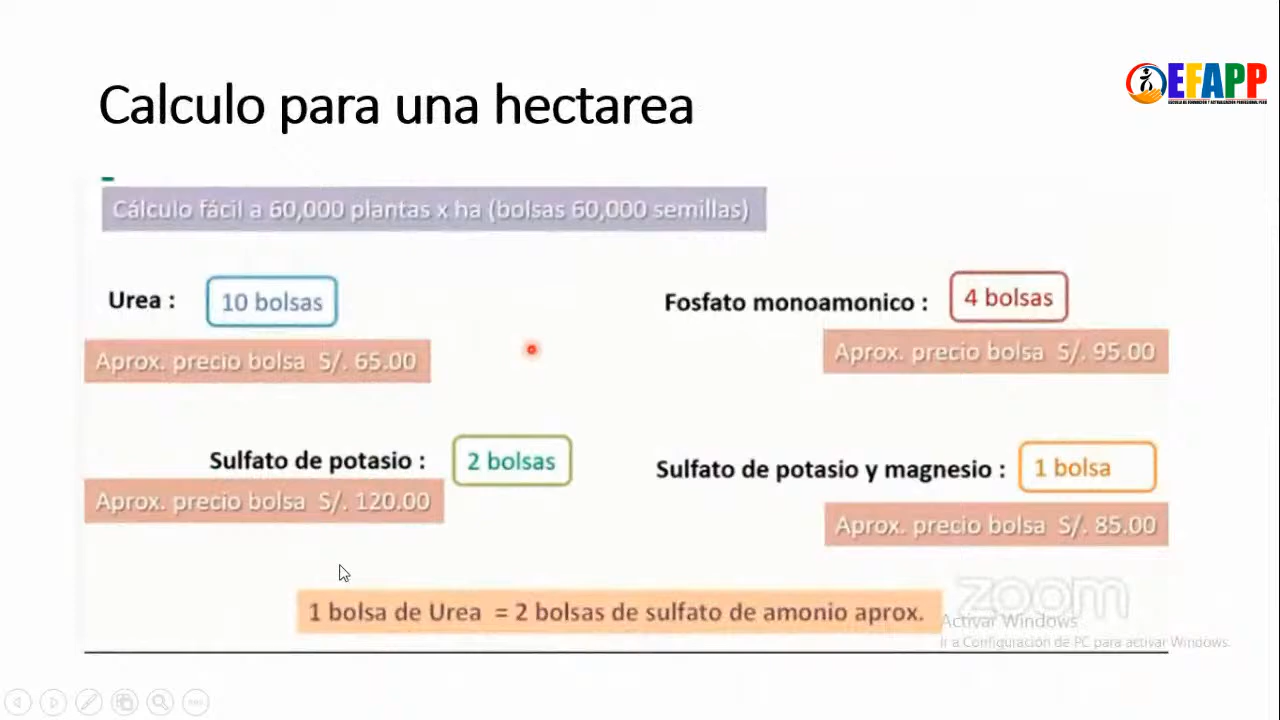 Calculo para una hectarea
EFAPP
ESCUELA DE FORMACIÓN Y ACTUALIZACIÓN PROFESIONAL PERÚ
Cálculo fácil a 60,000 plantas x ha (bolsas 60,000 semillas)
Urea : 10 bolsas
Aprox. precio bolsa S/. 65.00
Fosfato monoamonico : 4 bolsas
Aprox. precio bolsa S/. 95.00
Sulfato de potasio : 2 bolsas
Aprox. precio bolsa S/. 120.00
Sulfato de potasio y magnesio : 1 bolsa
Aprox. precio bolsa S/. 85.00
1 bolsa de Urea = 2 bolsas de sulfato de amonio aprox.
zoom
Activar Windows
Ir a Configuración de PC para activar Windows.